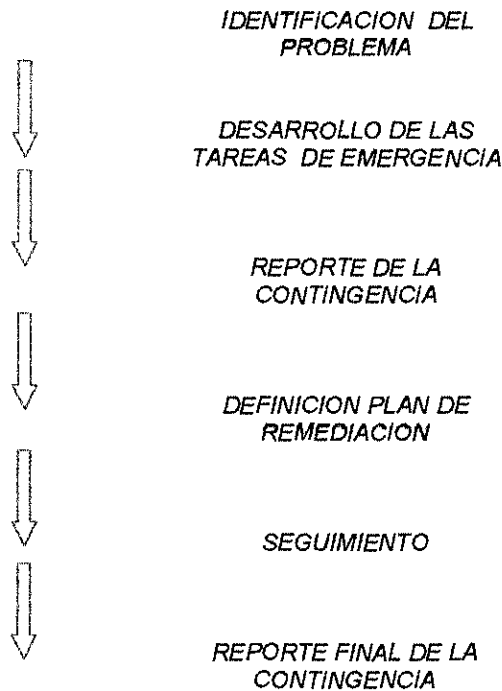 IDENTIFICACION DEL
PROBLEMA
DESARROLLO DE LAS
TAREAS DE EMERGENCIA
REPORTE DE LA
CONTINGENCIA
DEFINICION PLAN DE
REMEDIACION
SEGUIMIENTO
REPORTE FINAL DE LA
CONTINGENCIA